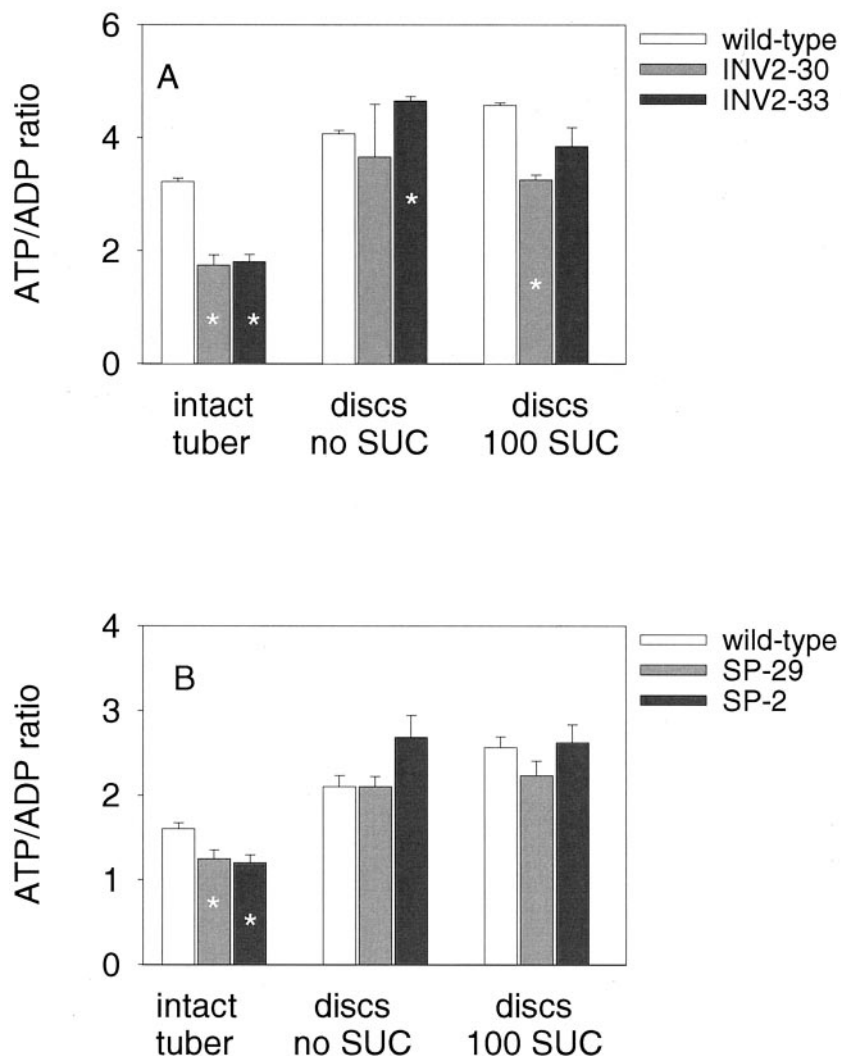 6
4
2
0
ATP/ADP ratio
A
*
*
*
*
wild-type
INV2-30
INV2-33
intact
tuber
discs
no SUC
discs
100 SUC
4
3
2
1
0
ATP/ADP ratio
B
*
*
wild-type
SP-29
SP-2
intact
tuber
discs
no SUC
discs
100 SUC